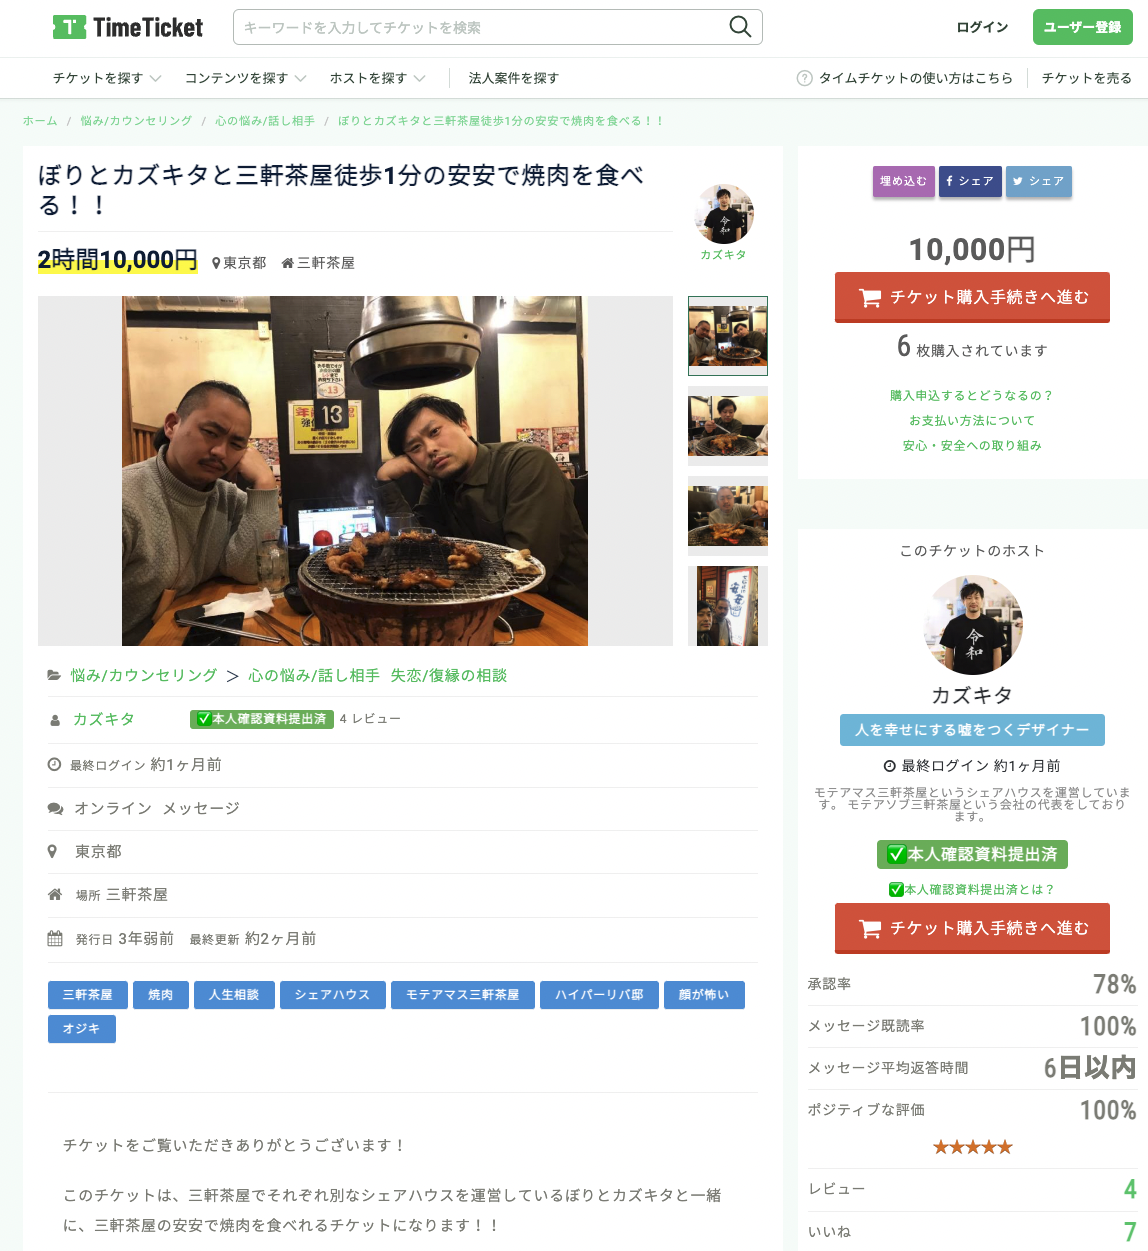 TimeTicket
キーワードを入力してチケットを検索
ログイン
ユーザー登録
チケットを探す
コンテンツを探す
ホストを探す
法人案件を探す
タイムチケットの使い方はこちら
チケットを売る
ホーム / 悩み/カウンセリング / 心の悩み/話し相手 / ぼりとカズキタと三軒茶屋徒歩1分の安安で焼肉を食べる！！
ぼりとカズキタと三軒茶屋徒歩1分の安安で焼肉を食べ
る！！
2時間10,000円 東京都 三軒茶屋
令和
カズキタ
13
13
安安
悩み/カウンセリング ＞ 心の悩み/話し相手 失恋/復縁の相談
カズキタ 本人確認資料提出済 4 レビュー
最終ログイン 約1ヶ月前
オンライン メッセージ
東京都
場所 三軒茶屋
発行日 3年弱前 最終更新 約2ヶ月前
三軒茶屋 焼肉 人生相談 シェアハウス モテアマス三軒茶屋 ハイパーリバ邸 顔が怖い
オジキ
チケットをご覧いただきありがとうございます！
このチケットは、三軒茶屋でそれぞれ別なシェアハウスを運営しているぼりとカズキタと一緒
に、三軒茶屋の安安で焼肉を食べれるチケットになります！！
埋め込む シェア シェア
10,000円
チケット購入手続きへ進む
6 枚購入されています
購入申込するとどうなるの？
お支払い方法について
安心・安全への取り組み
このチケットのホスト
令和
カズキタ
人を幸せにする嘘をつくデザイナー
最終ログイン 約1ヶ月前
モテアマス三軒茶屋というシェアハウスを運営していま
す。 モテアソブ三軒茶屋という会社の代表をしており
ます。
本人確認資料提出済
本人確認資料提出済とは？
チケット購入手続きへ進む
承認率 78%
メッセージ既読率 100%
メッセージ平均返答時間 6日以内
ポジティブな評価 100%
レビュー 4
いいね 7